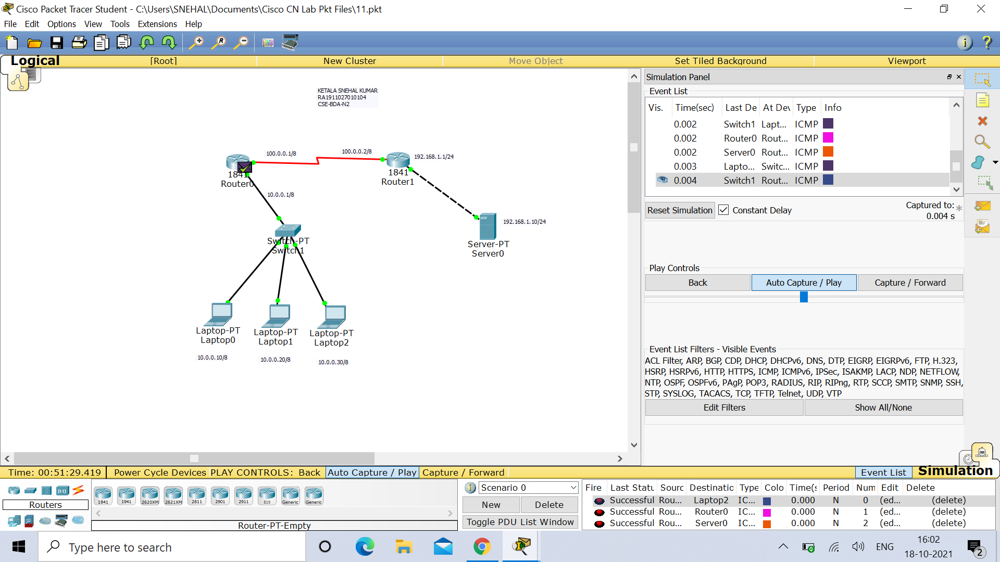 Cisco Packet Tracer Student - C:\Users\SNEHAL\Documents\Cisco CN Lab Pkt Files\11.pkt
File Edit Options View Tools Extensions Help
Logical [Root] New Cluster Move Object Set Tiled Background Viewport
KETALA SNEHAL KUMAR
RA1911027010104
CSE-BDA-N2
100.0.0.1/8
100.0.0.2/8
192.168.1.1/24
1841
Router0
1841
Router1
10.0.0.1/8
192.168.1.10/24
Switch-PT
Switch1
Server-PT
Server0
Laptop-PT
Laptop0
Laptop-PT
Laptop1
Laptop-PT
Laptop2
10.0.0.10/8
10.0.0.20/8
10.0.0.30/8
Simulation Panel
Event List
Vis. Time(sec) Last De At Dev Type Info
0.002 Switch1 Lapt... ICMP
0.002 Router0 Rout... ICMP
0.002 Server0 Rout... ICMP
0.003 Lapto... Switc... ICMP
0.004 Switch1 Rout... ICMP
Reset Simulation Constant Delay Captured to: *
0.004 s
Play Controls
Back Auto Capture / Play Capture / Forward
Event List Filters - Visible Events
ACL Filter, ARP, BGP, CDP, DHCP, DHCPv6, DNS, DTP, EIGRP, EIGRPv6, FTP, H.323,
HSRP, HSRPv6, HTTP, HTTPS, ICMP, ICMPv6, IPSec, ISAKMP, LACP, NDP, NETFLOW,
NTP, OSPF, OSPFv6, PAgP, POP3, RADIUS, RIP, RIPng, RTP, SCCP, SMTP, SNMP, SSH,
STP, SYSLOG, TACACS, TCP, TFTP, Telnet, UDP, VTP
Edit Filters Show All/None
Time: 00:51:29.419 Power Cycle Devices PLAY CONTROLS: Back Auto Capture / Play Capture / Forward Event List Simulation
Routers
1841 1941 2620XM 2621XM 2811 2901 2911 819 Generic Generic
Router-PT-Empty
Scenario 0
New Delete
Toggle PDU List Window
Fire Last Statu Sourc Destinatio Type Colo Time(s Period Num Edit Delete
Successful Rou... Laptop2 IC... 0.000 N 0 (ed... (delete)
Successful Rou... Router0 IC... 0.000 N 1 (ed... (delete)
Successful Rou... Server0 IC... 0.000 N 2 (ed... (delete)
Type here to search
ENG
16:02
18-10-2021
2